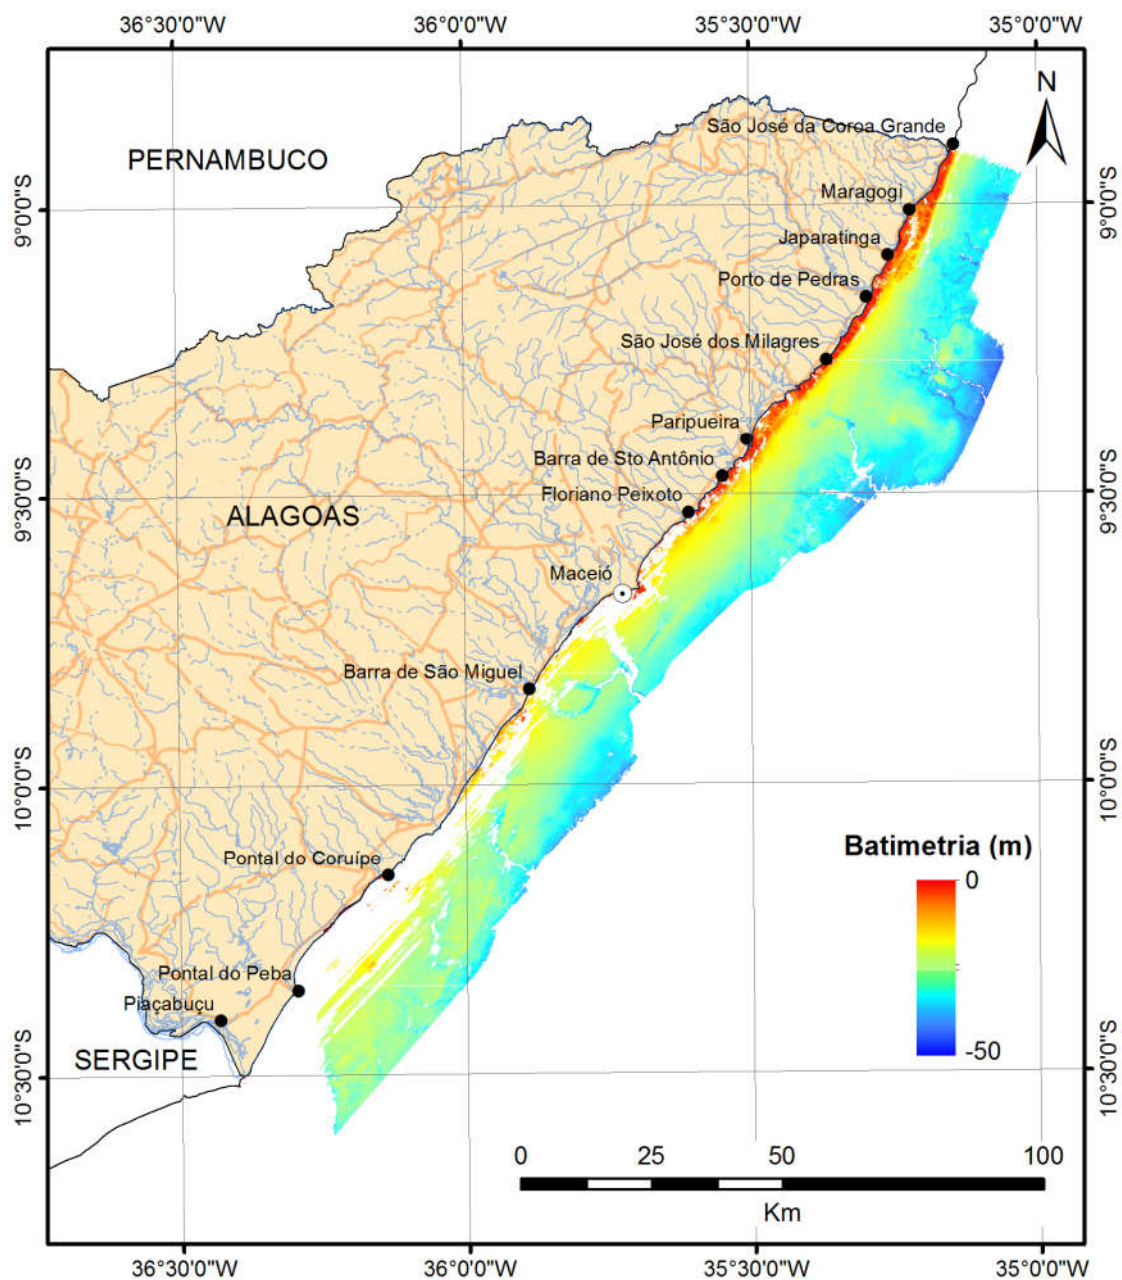 36°30'0"W 36°0'0"W 35°30'0"W 35°0'0"W
N
São José da Coroa Grande
PERNAMBUCO
Maragogi
9°0'0"S 9°0'0"S
Japaratinga
Porto de Pedras
São José dos Milagres
Paripueira
Barra de Sto Antônio
Floriano Peixoto
9°30'0"S 9°30'0"S
ALAGOAS
Maceió
Barra de São Miguel
10°0'0"S 10°0'0"S
Batimetria (m)
Pontal do Coruípe
0
Pontal do Peba
Piaçabuçu
-50
SERGIPE
10°30'0"S 10°30'0"S
0 25 50 100
Km
36°30'0"W 36°0'0"W 35°30'0"W 35°0'0"W